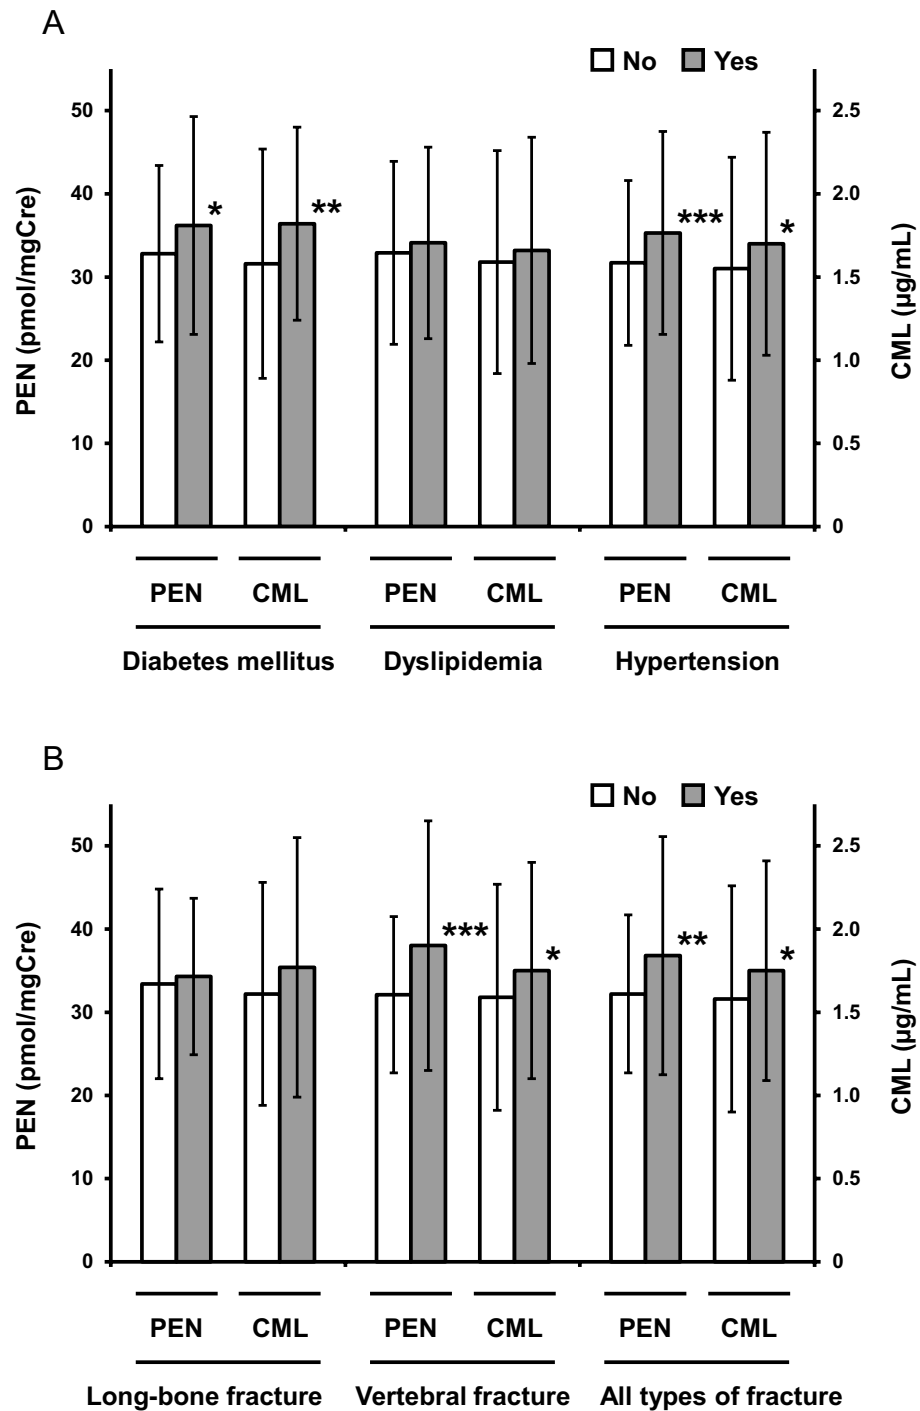 A
No Yes
PEN (pmol/mgCre)
50
40
30
20
10
0
* ** *** *
2.5
2.0
1.5
1.0
0.5
0
CML (µg/mL)
PEN CML PEN CML PEN CML
Diabetes mellitus Dyslipidemia Hypertension
B
No Yes
PEN (pmol/mgCre)
50
40
30
20
10
0
*** * ** *
2.5
2.0
1.5
1.0
0.5
0
CML (µg/mL)
PEN CML PEN CML PEN CML
Long-bone fracture Vertebral fracture All types of fracture